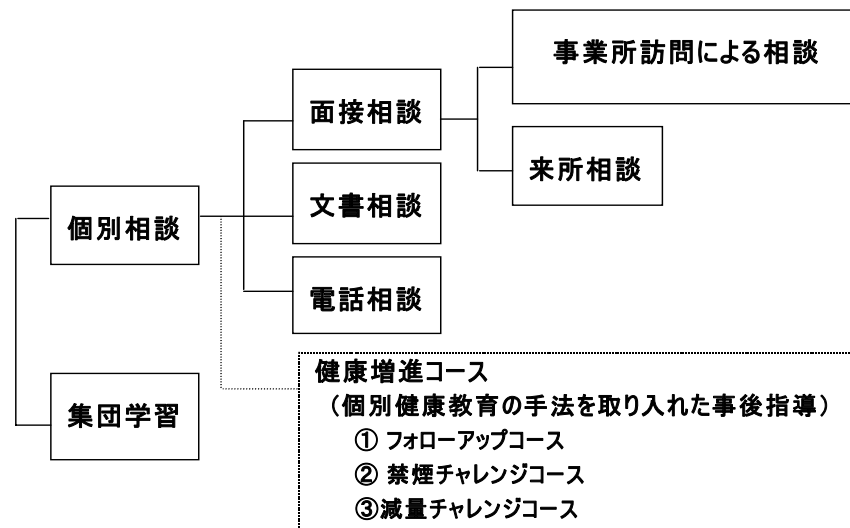 事業所訪問による相談
面接相談
来所相談
文書相談
個別相談
電話相談
健康増進コース
（個別健康教育の手法を取り入れた事後指導）
集団学習
① フォローアップコース
② 禁煙チャレンジコース
③減量チャレンジコース